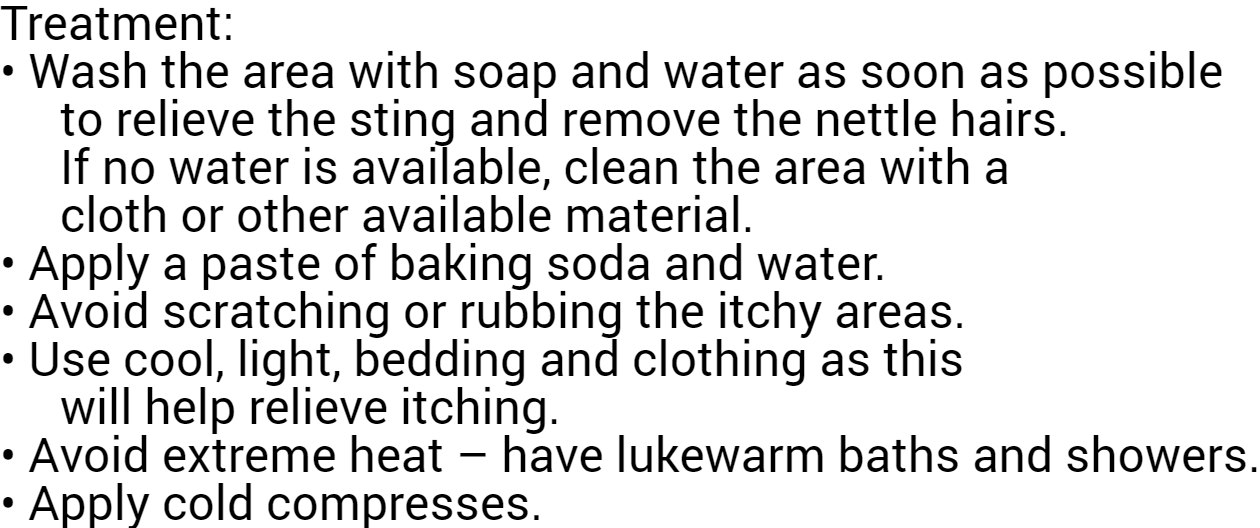 Treatment:
• Wash the area with soap and water as soon as possible
to relieve the sting and remove the nettle hairs.
If no water is available, clean the area with a
cloth or other available material.
• Apply a paste of baking soda and water.
• Avoid scratching or rubbing the itchy areas.
• Use cool, light, bedding and clothing as this
will help relieve itching.
• Avoid extreme heat – have lukewarm baths and showers.
• Apply cold compresses.